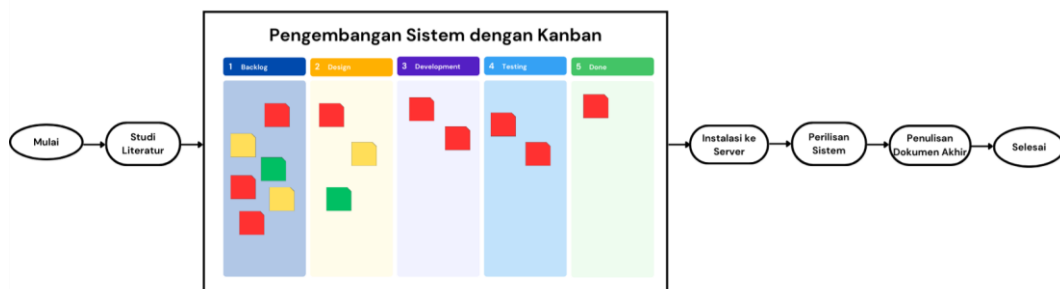 Pengembangan Sistem dengan Kanban
1 Backlog
2 Design
3 Development
4 Testing
5 Done
Mulai
Studi
Literatur
Instalasi ke
Server
Perilisan
Sistem
Penulisan
Dokumen Akhir
Selesai